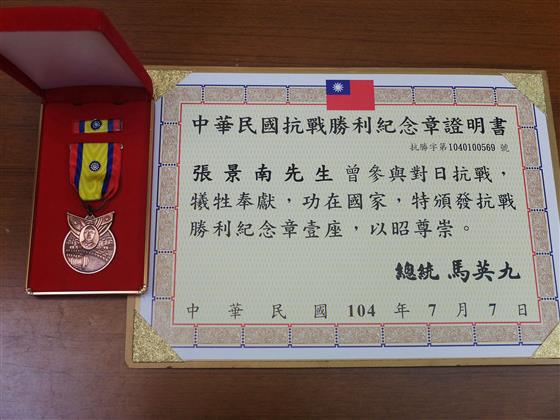 中華民國抗戰勝利紀念章證明書
抗勝字第1040100569 號
張景南先生曾參與對日抗戰，
犧牲奉獻，功在國家，特頒發抗戰
勝利紀念章壹座，以昭尊崇。
總統 馬英九
中華民國 104 年 7 月 7 日